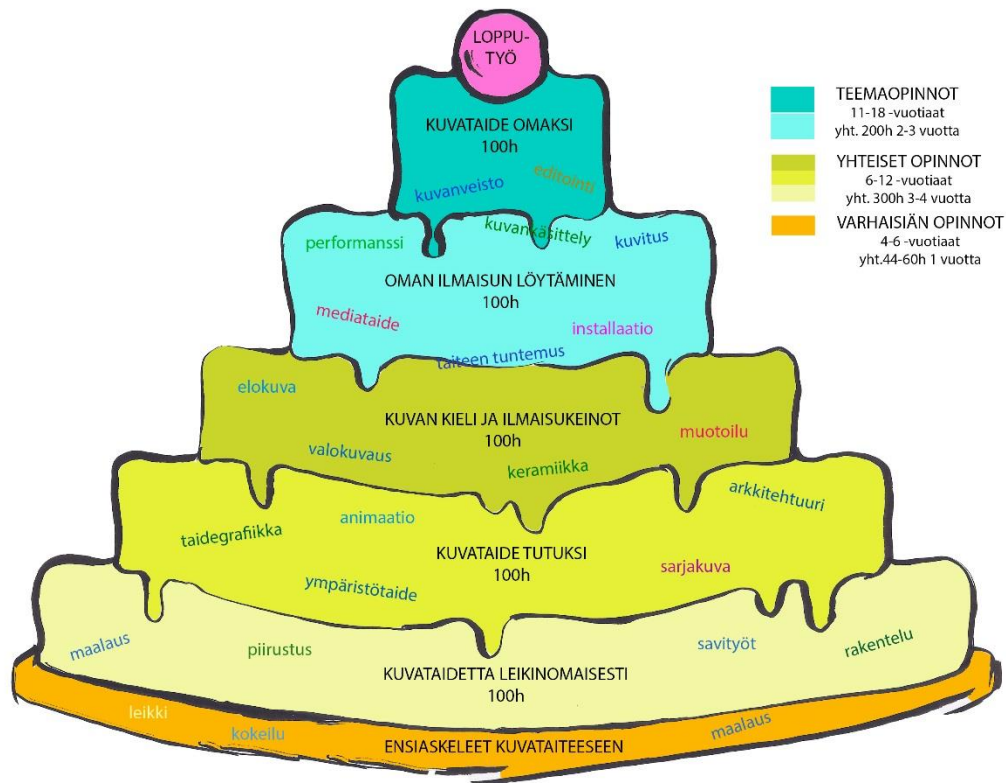 LOPPU-
TYÖ
KUVATAIDE OMAKSI
100h
kuvanveisto
editointi
performanssi
kuvankäsittely
kuvitus
OMAN ILMAISUN LÖYTÄMINEN
100h
mediataide
installaatio
taiteen tuntemus
elokuva
KUVAN KIELI JA ILMAISUKEINOT
100h
muotoilu
valokuvaus
keramiikka
arkkitehtuuri
taidegrafiikka
animaatio
KUVATAIDE TUTUKSI
100h
sarjakuva
ympäristötaide
maalaus
piirustus
savityöt
rakentelu
KUVATAIDETTA LEIKINOMAISESTI
100h
leikki
kokeilu
maalaus
ENSIASKELEET KUVATAITEESEEN
TEEMAOPINNOT
11-18 -vuotiaat
yht. 200h 2-3 vuotta
YHTEISET OPINNOT
6-12 -vuotiaat
yht. 300h 3-4 vuotta
VARHAISIÄN OPINNOT
4-6 -vuotiaat
yht.44-60h 1 vuotta